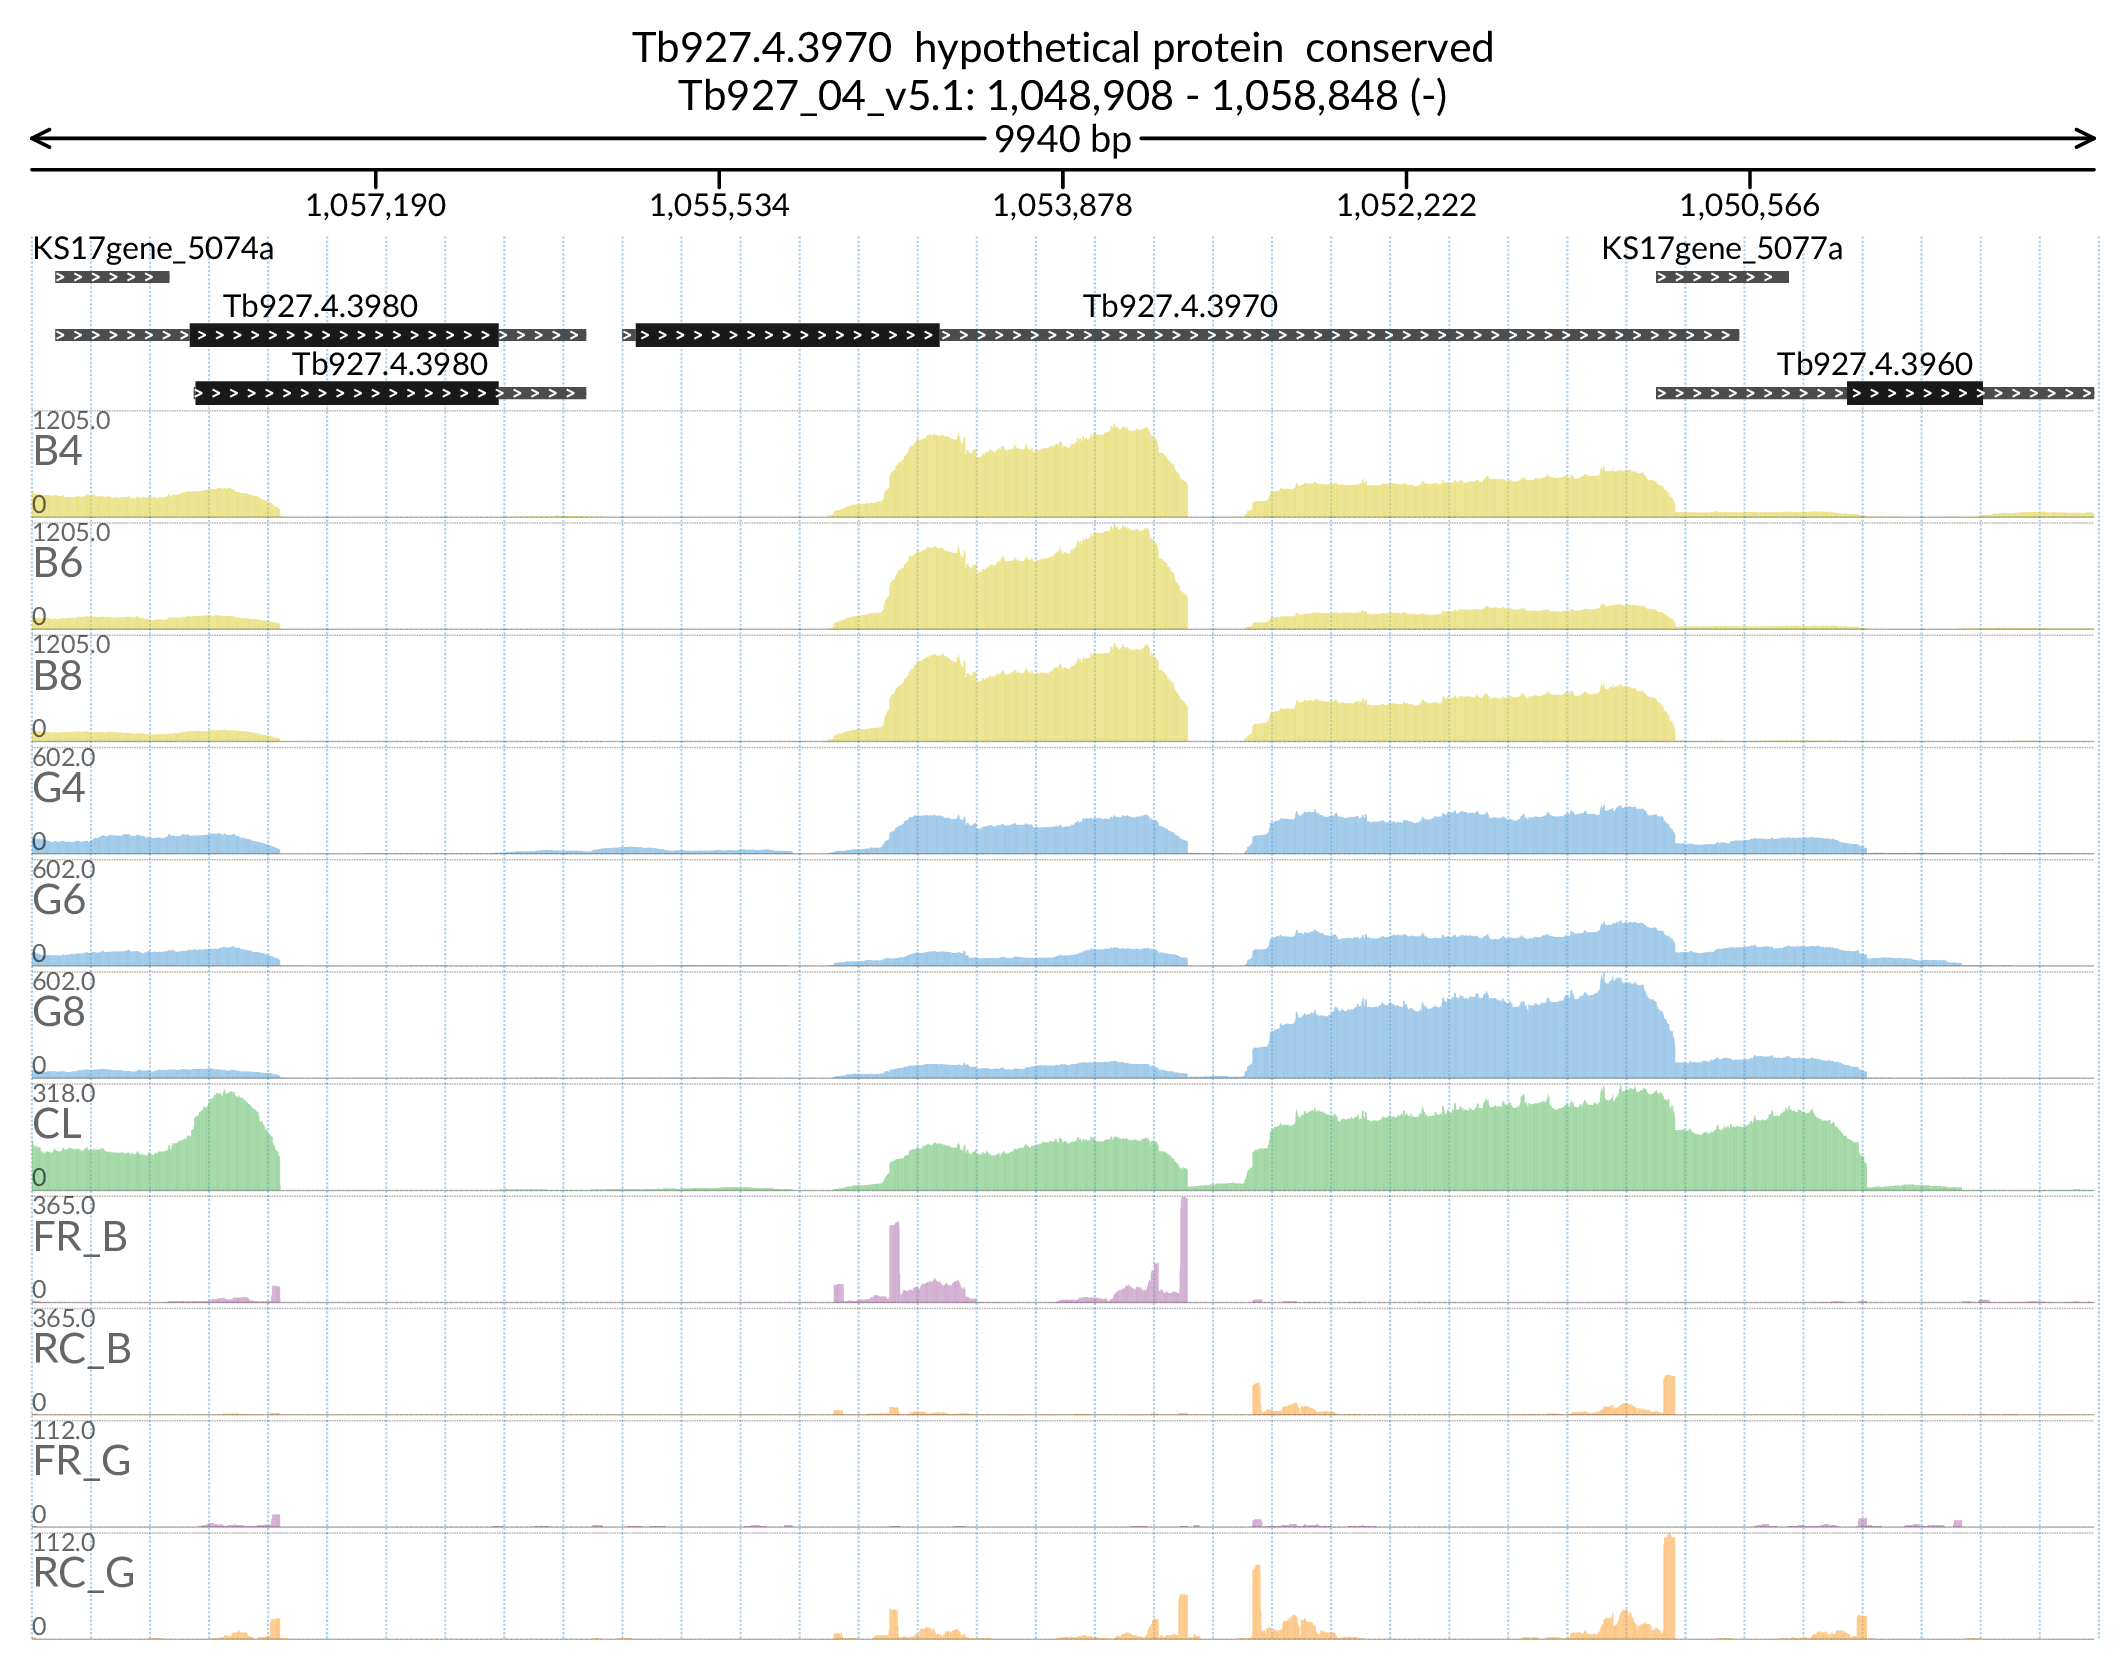 Tb927.4.3970 hypothetical protein conserved
Tb927_04_v5.1: 1,048,908 - 1,058,848 (-)
9940 bp
1,057,190 1,055,534 1,053,878 1,052,222 1,050,566
KS17gene_5074a KS17gene_5077a
Tb927.4.3980 Tb927.4.3970
Tb927.4.3980 Tb927.4.3960
1205.0
B4
0
1205.0
B6
0
1205.0
B8
0
602.0
G4
0
602.0
G6
0
602.0
G8
0
318.0
CL
0
365.0
FR_B
0
365.0
RC_B
0
112.0
FR_G
0
112.0
RC_G
0